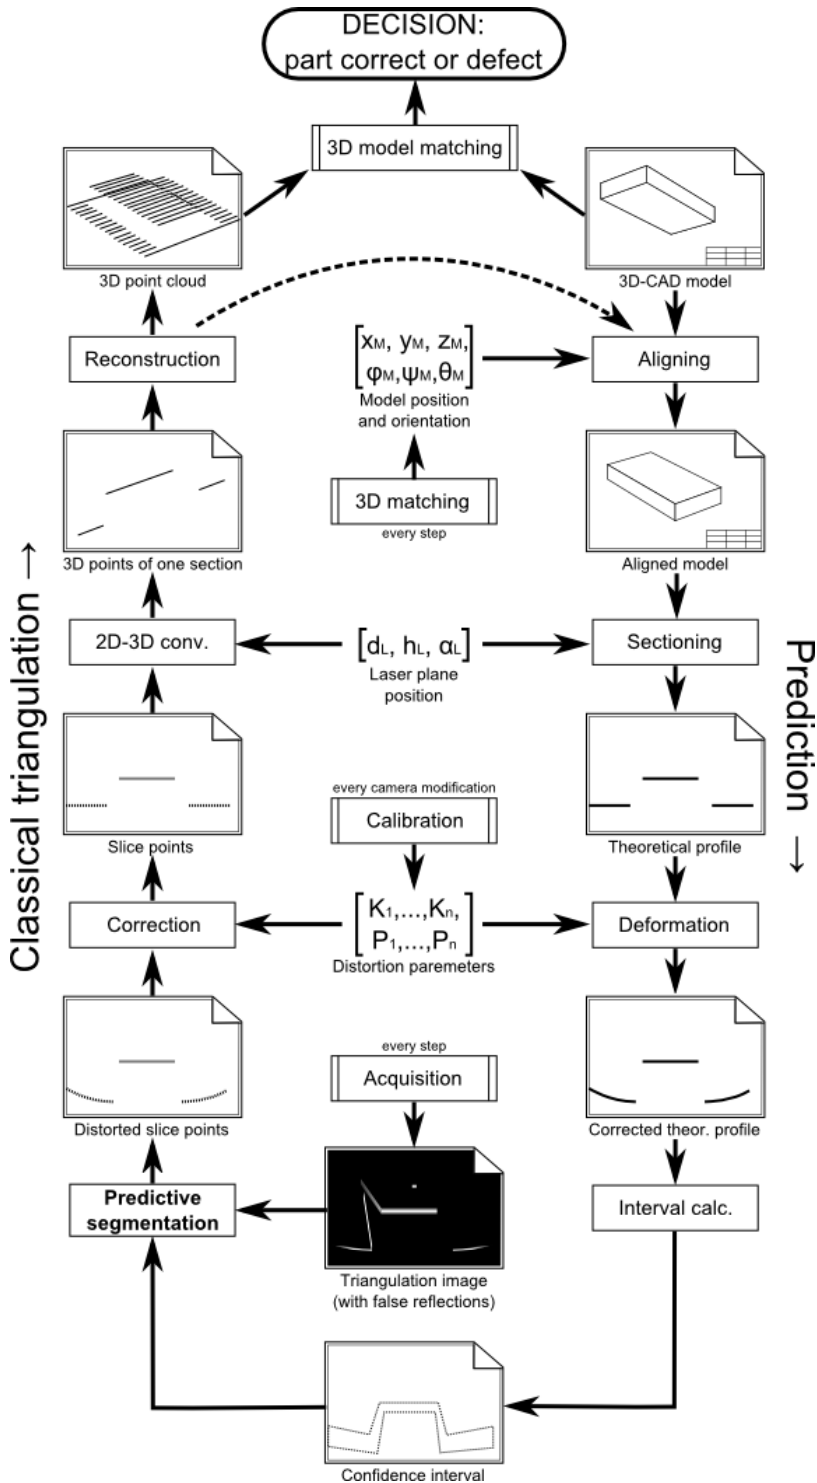 DECISION:
part correct or defect
3D model matching
3D point cloud
3D-CAD model
Reconstruction
[xM, yM, zM,
φM,ψM,θM]
Model position
and orientation
Aligning
3D matching
every step
3D points of one section
Aligned model
Classical triangulation →
Prediction →
2D-3D conv.
[dL, hL, αL]
Laser plane
position
Sectioning
Slice points
every camera modification
Calibration
Theoretical profile
Correction
[K1,...,Kn,
P1,...,Pn]
Distortion paremeters
Deformation
Distorted slice points
every step
Acquisition
Corrected theor. profile
Predictive
segmentation
Triangulation image
(with false reflections)
Interval calc.
Confidence interval